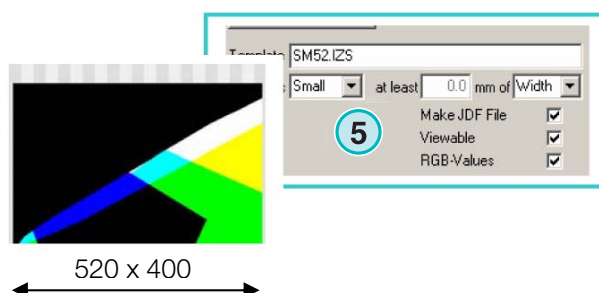 SM52.IZS
Small at least 0.0 mm of Width
5
Make JDF File
Viewable
RGB-Values
520 x 400